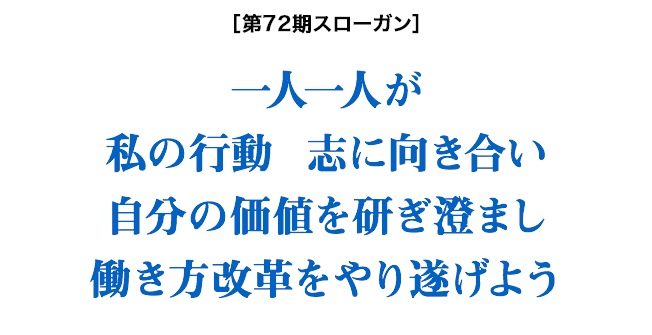 ［第72期スローガン］
一人一人が
私の行動　志に向き合い
自分の価値を研ぎ澄まし
働き方改革をやり遂げよう